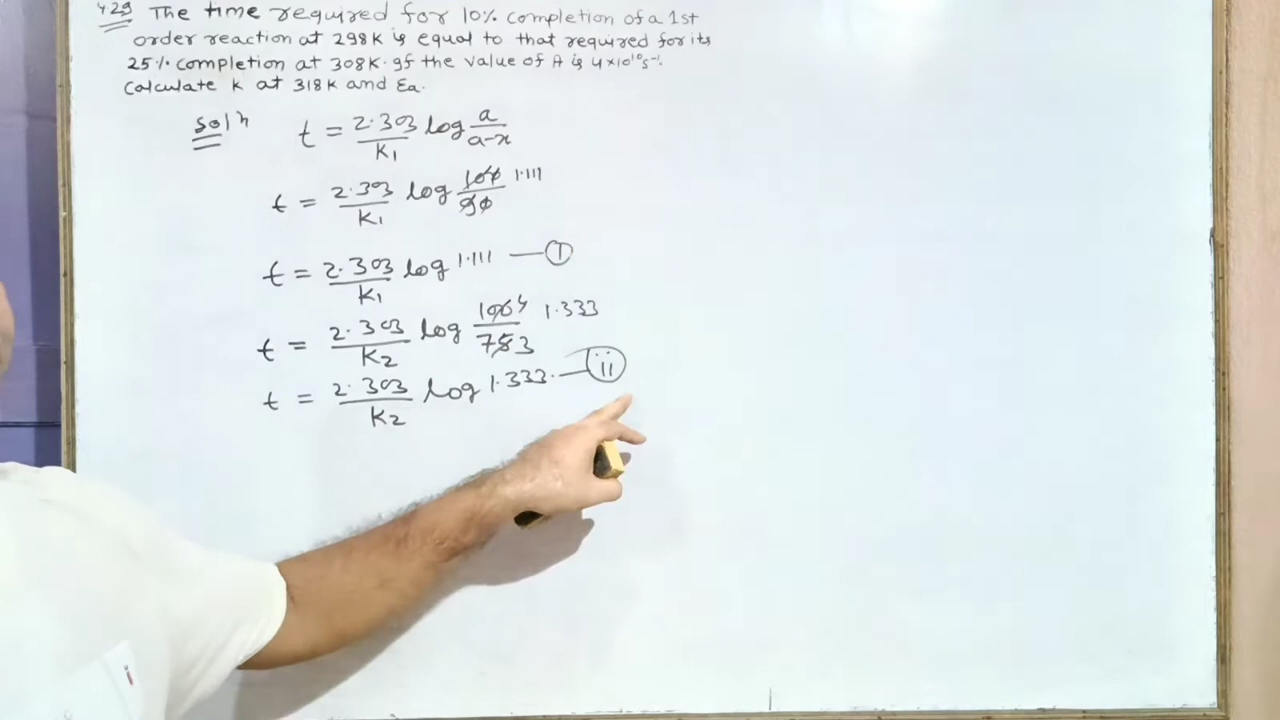 429 The time required for 10% completion of a 1st
order reaction at 298K is equal to that required for its
25% completion at 308K. If the value of A is 4×10¹⁰s⁻¹.
Calculate k at 318K and Ea.
Solⁿ t = 2.303/K₁ log a/a-x
t = 2.303/K₁ log 100/90 1.111
t = 2.303/K₁ log 1.111 — (I)
t = 2.303/K₂ log 100 4/75 3 1.333
t = 2.303/K₂ log 1.333. — (ii)